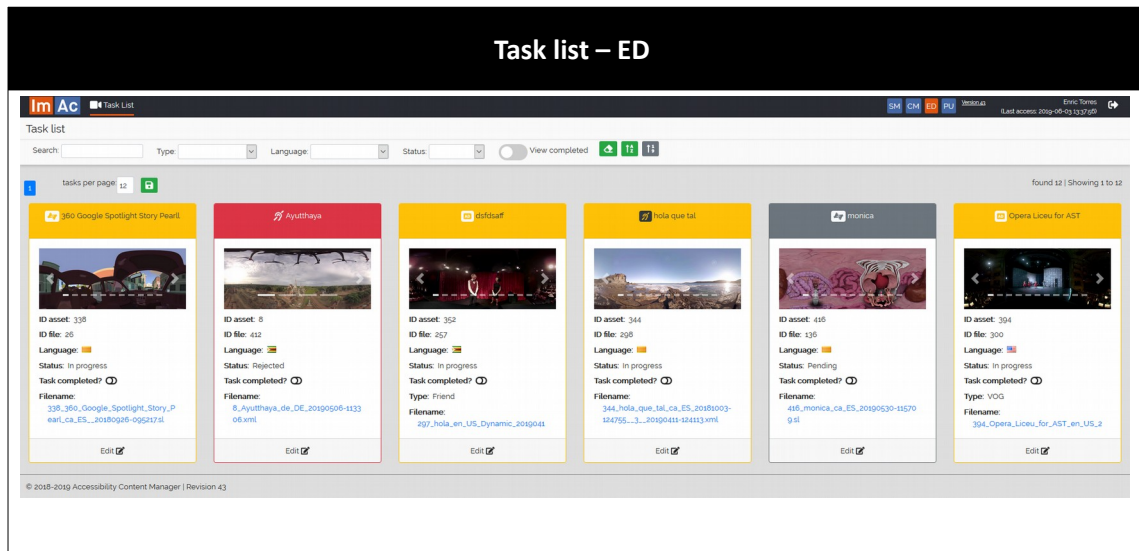 Task list – ED
Im Ac Task List SM CM ED PU Version 43 Enric Torres
(Last access: 2019-06-03 13:37:56)
Task list
Search: Type: Language: Status: View completed
1 tasks per page: 12 found 12 | Showing 1 to 12
360 Google Spotlight Story Pearll Ayutthaya dsfdsaff hola que tal monica Opera Liceu for AST
ID asset: 338 ID asset: 8 ID asset: 352 ID asset: 344 ID asset: 416 ID asset: 394
ID file: 26 ID file: 412 ID file: 257 ID file: 298 ID file: 136 ID file: 300
Language: Language: Language: Language: Language: Language:
Status: In progress Status: Rejected Status: In progress Status: In progress Status: Pending Status: In progress
Task completed? Task completed? Task completed? Task completed? Task completed? Task completed?
Filename: Filename: Type: Friend Filename: Filename: Type: VOG
338_360_Google_Spotlight_Story_P 8_Ayutthaya_de_DE_20190506-1133 Filename: 344_hola_que_tal_ca_ES_20181003- 416_monica_ca_ES_20190530-11570 Filename:
earl_ca_ES__20180926-095217.sl 06.xml 297_hola_en_US_Dynamic_2019041 124755__3__20190411-124113.xml 9.sl 394_Opera_Liceu_for_AST_en_US_2
Edit Edit Edit Edit Edit Edit
© 2018-2019 Accessibility Content Manager | Revision 43